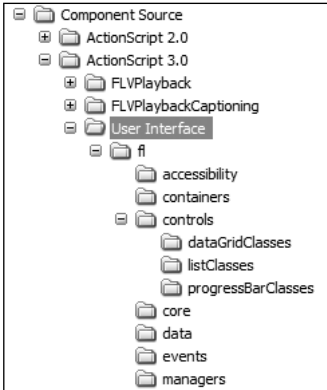 Component Source
ActionScript 2.0
ActionScript 3.0
FLVPlayback
FLVPlaybackCaptioning
User Interface
fl
accessibility
containers
controls
dataGridClasses
listClasses
progressBarClasses
core
data
events
managers